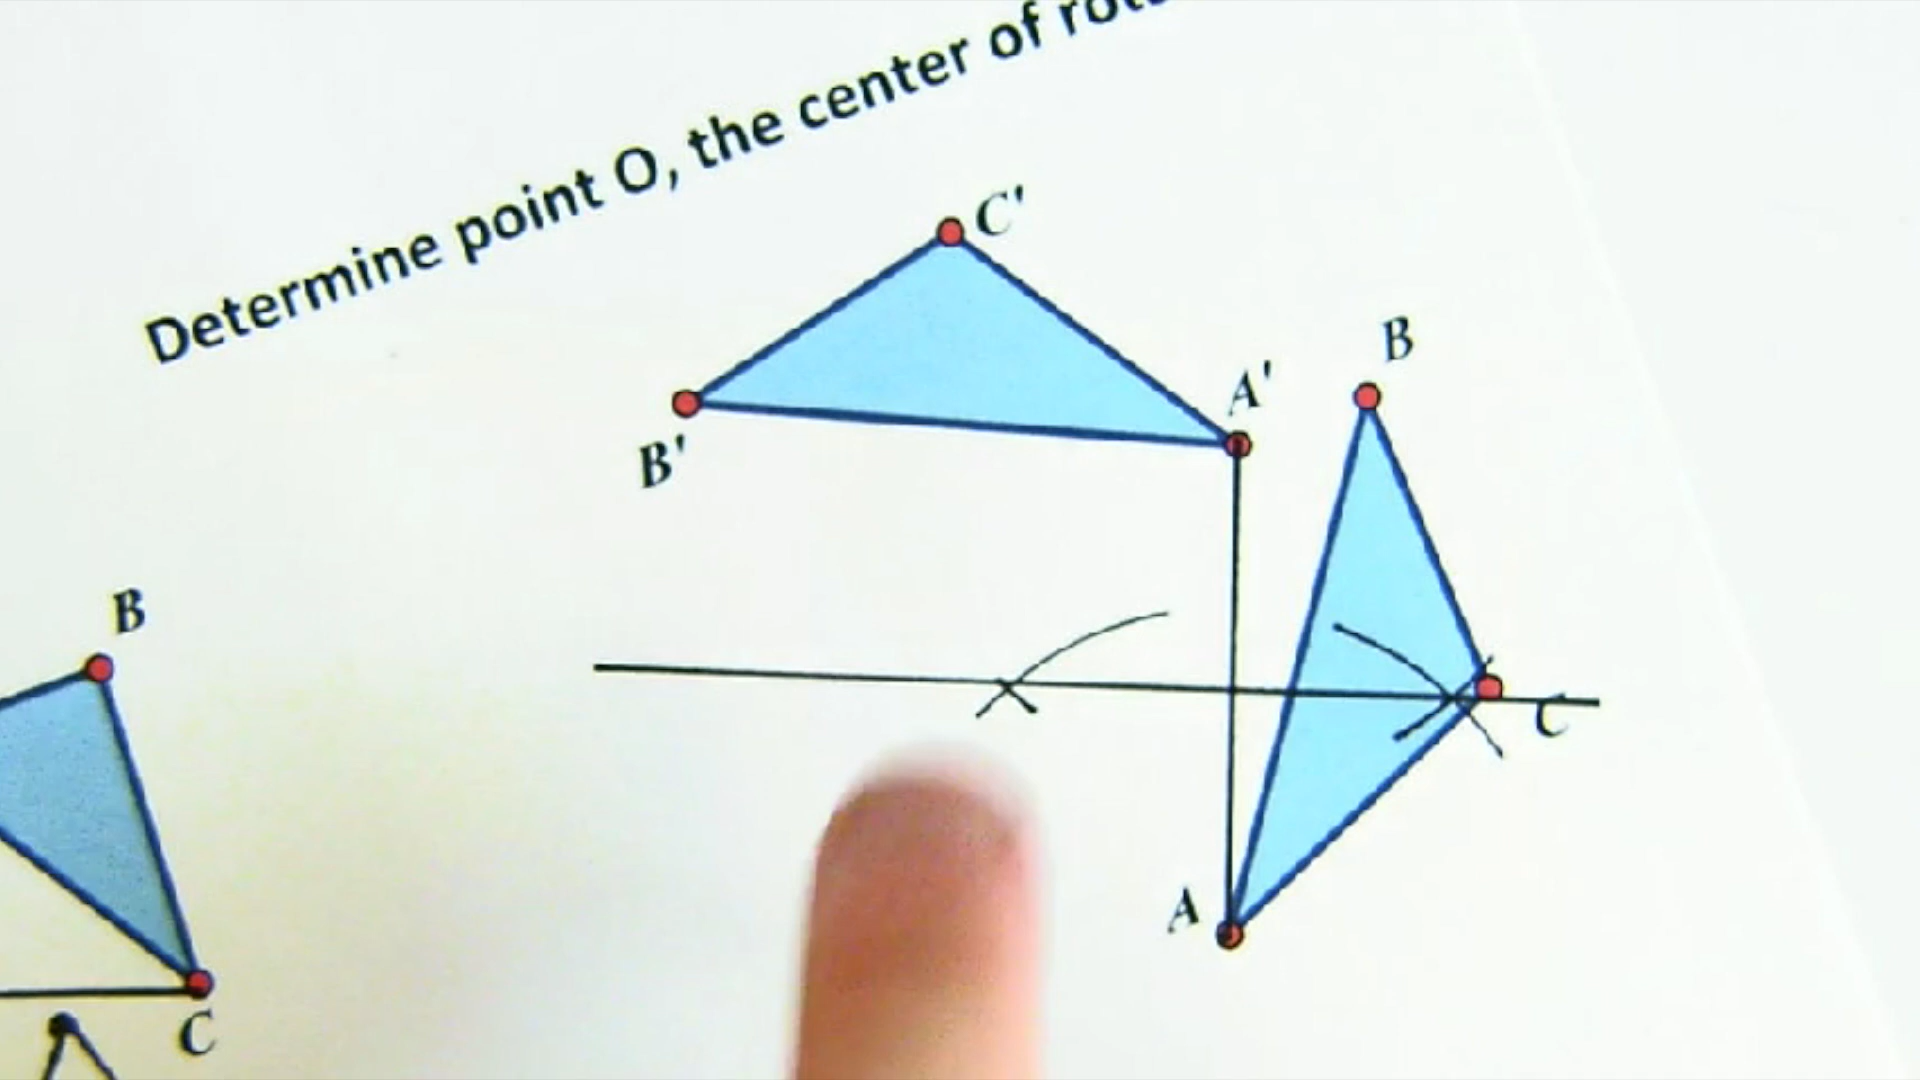 Determine point O, the center of
C'
B
A'
B'
B
C
A
C